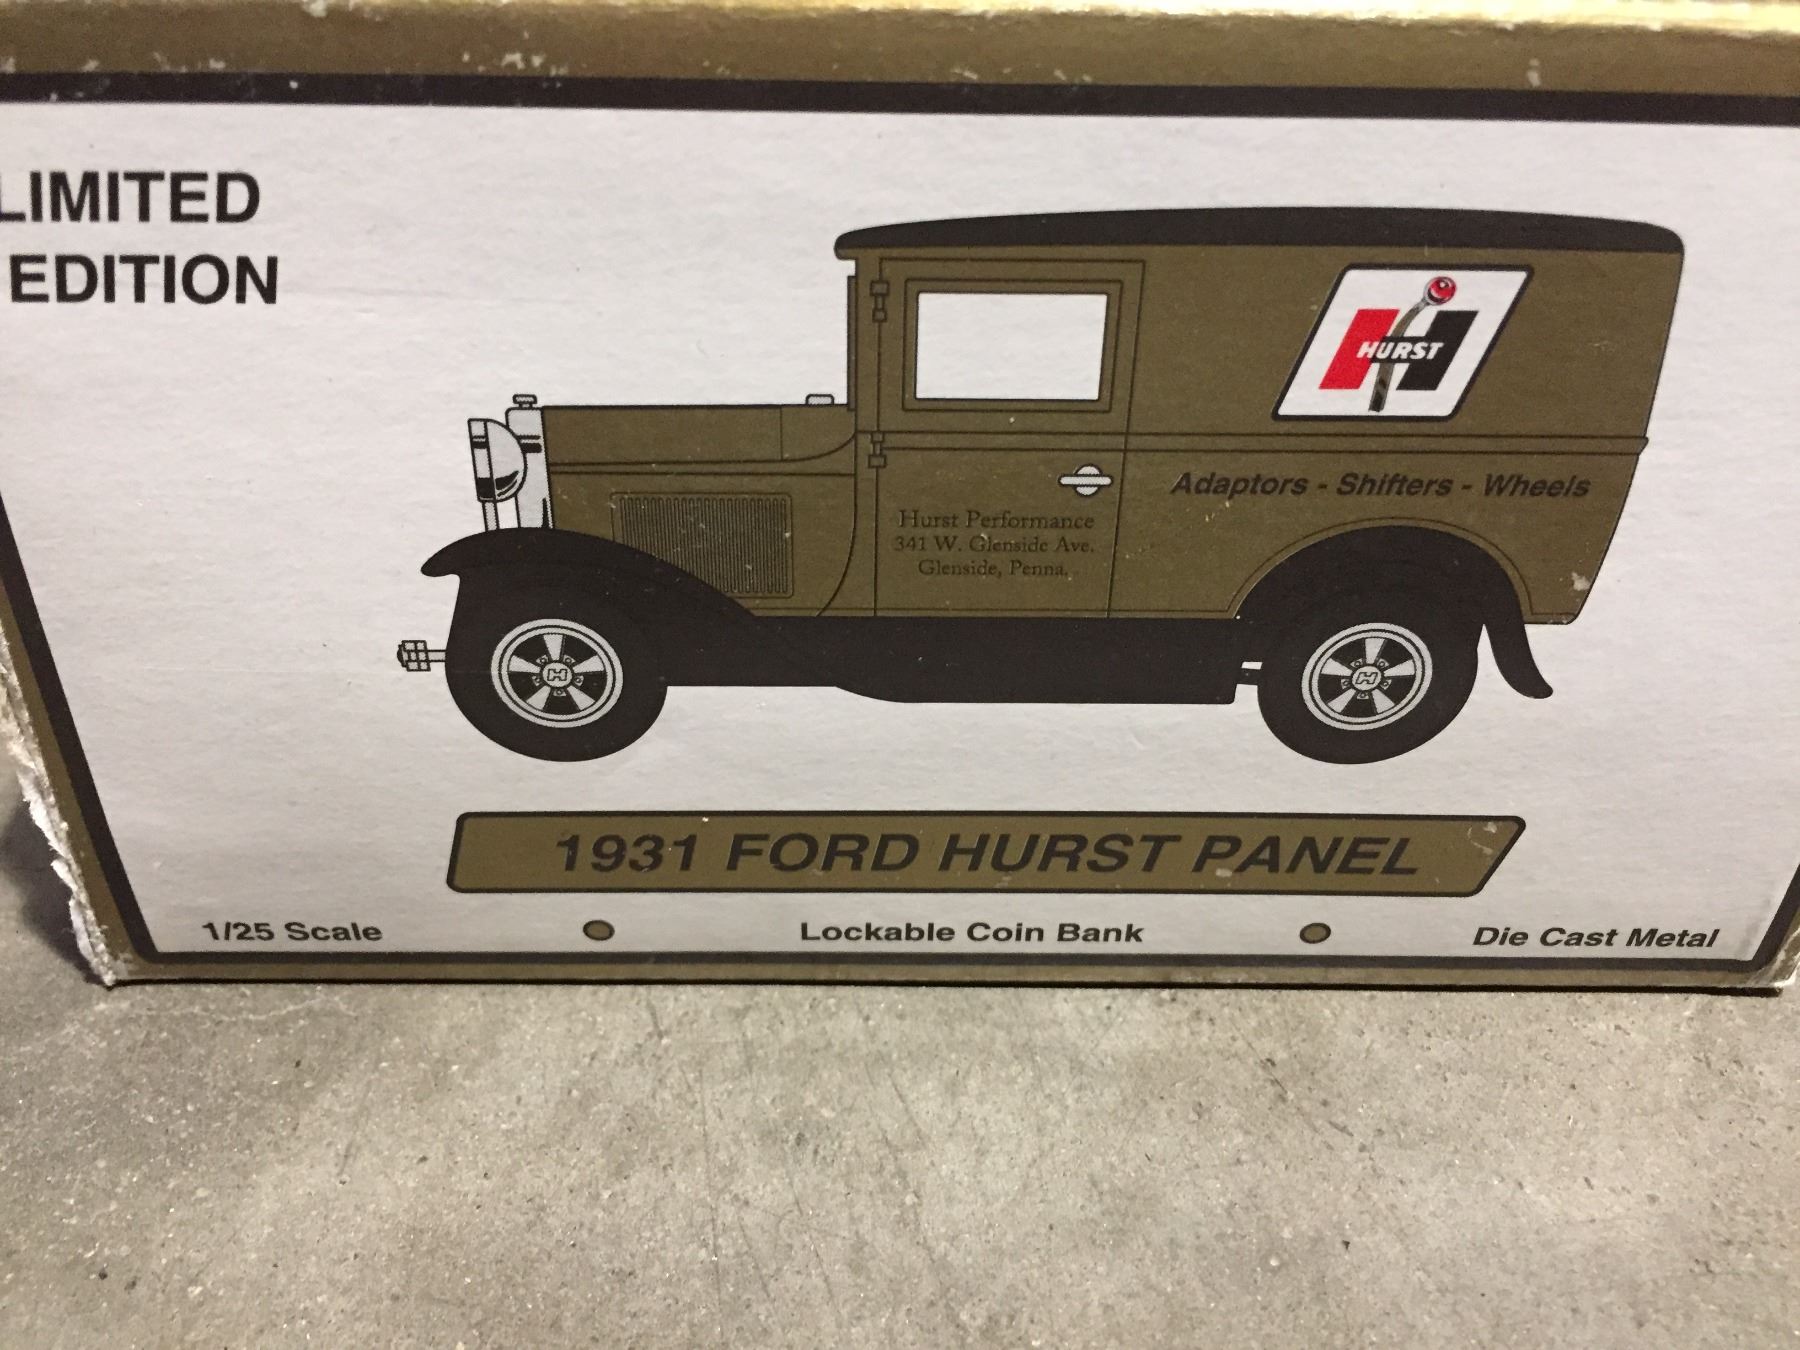 LIMITED
EDITION
HURST
Adaptors - Shifters - Wheels
Hurst Performance
341 W. Glenside Ave.
Glenside, Penna.
H
H
1931 FORD HURST PANEL
1/25 Scale
Lockable Coin Bank
Die Cast Metal